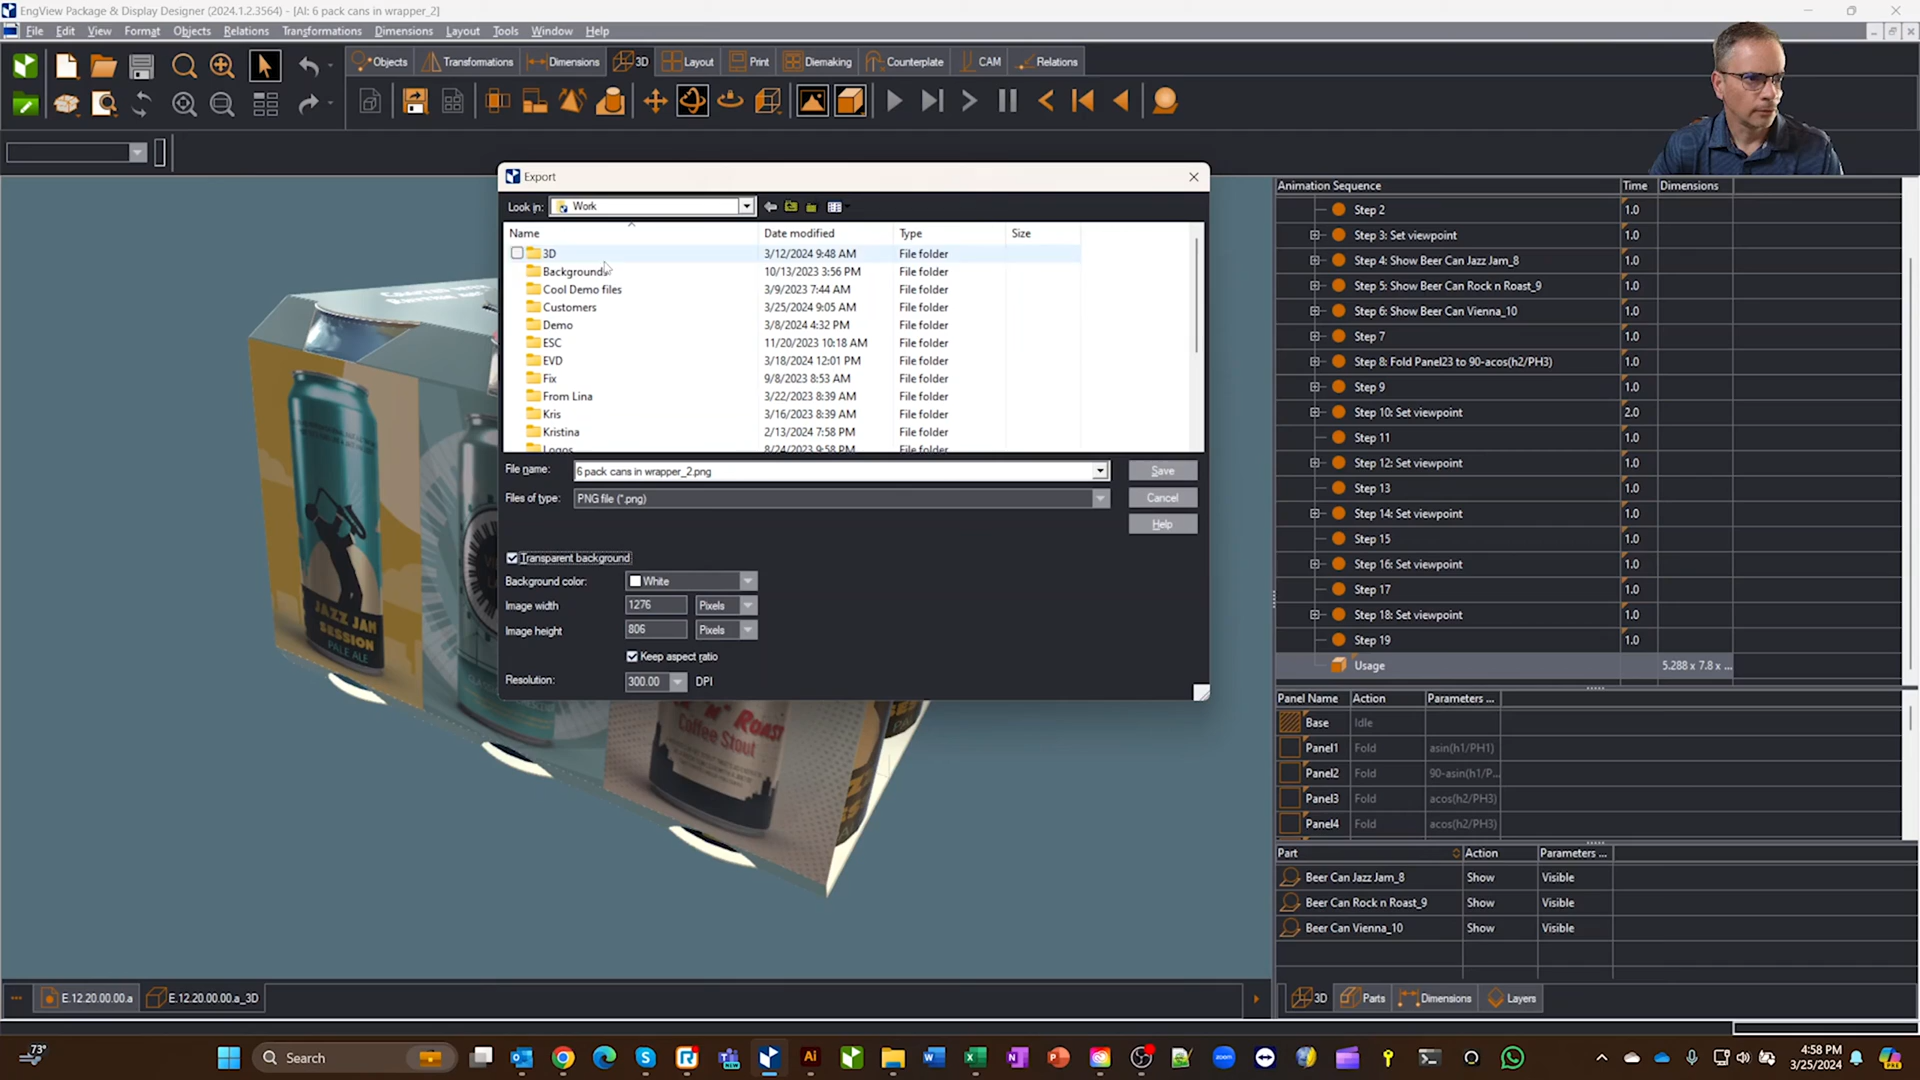 EngView Package & Display Designer (2024.1.2.3564) - [AI: 6 pack cans in wrapper_2]
File Edit View Format Objects Relations Transformations Dimensions Layout Tools Window Help
Objects Transformations Dimensions 3D Layout Print Diemaking Counterplate CAM Relations
Export
Look in: Work
Name Date modified Type Size
3D 3/12/2024 9:48 AM File folder
Backgrounds 10/13/2023 3:56 PM File folder
Cool Demo files 3/9/2023 7:44 AM File folder
Customers 3/25/2024 9:05 AM File folder
Demo 3/8/2024 4:32 PM File folder
ESC 11/20/2023 10:18 AM File folder
EVD 3/18/2024 12:01 PM File folder
Fix 9/8/2023 8:53 AM File folder
From Lina 3/22/2023 8:39 AM File folder
Kris 3/16/2023 8:39 AM File folder
Kristina 2/13/2024 7:58 PM File folder
Logos 8/24/2023 9:58 PM File folder
File name: 6 pack cans in wrapper_2.png Save
Files of type: PNG file (*.png) Cancel
Help
Transparent background
Background color: White
Image width 1276 Pixels
Image height 806 Pixels
Keep aspect ratio
Resolution: 300.00 DPI
JAZZ JAM
SESSION
PALE ALE
Coffee Stout
Animation Sequence Time Dimensions
Step 2 1.0
Step 3: Set viewpoint 1.0
Step 4: Show Beer Can Jazz Jam_8 1.0
Step 5: Show Beer Can Rock n Roast_9 1.0
Step 6: Show Beer Can Vienna_10 1.0
Step 7 1.0
Step 8: Fold Panel23 to 90-acos(h2/PH3) 1.0
Step 9 1.0
Step 10: Set viewpoint 2.0
Step 11 1.0
Step 12: Set viewpoint 1.0
Step 13 1.0
Step 14: Set viewpoint 1.0
Step 15 1.0
Step 16: Set viewpoint 1.0
Step 17 1.0
Step 18: Set viewpoint 1.0
Step 19 1.0
Usage 5.288 x 7.8 x ...
Panel Name Action Parameters ...
Base Idle
Panel1 Fold asin(h1/PH1)
Panel2 Fold 90-asin(h1/P...
Panel3 Fold acos(h2/PH3)
Panel4 Fold acos(h2/PH3)
Part Action Parameters ...
Beer Can Jazz Jam_8 Show Visible
Beer Can Rock n Roast_9 Show Visible
Beer Can Vienna_10 Show Visible
E.12.20.00.00.a E.12.20.00.00.a_3D
3D Parts Dimensions Layers
73°
Search
4:58 PM
3/25/2024